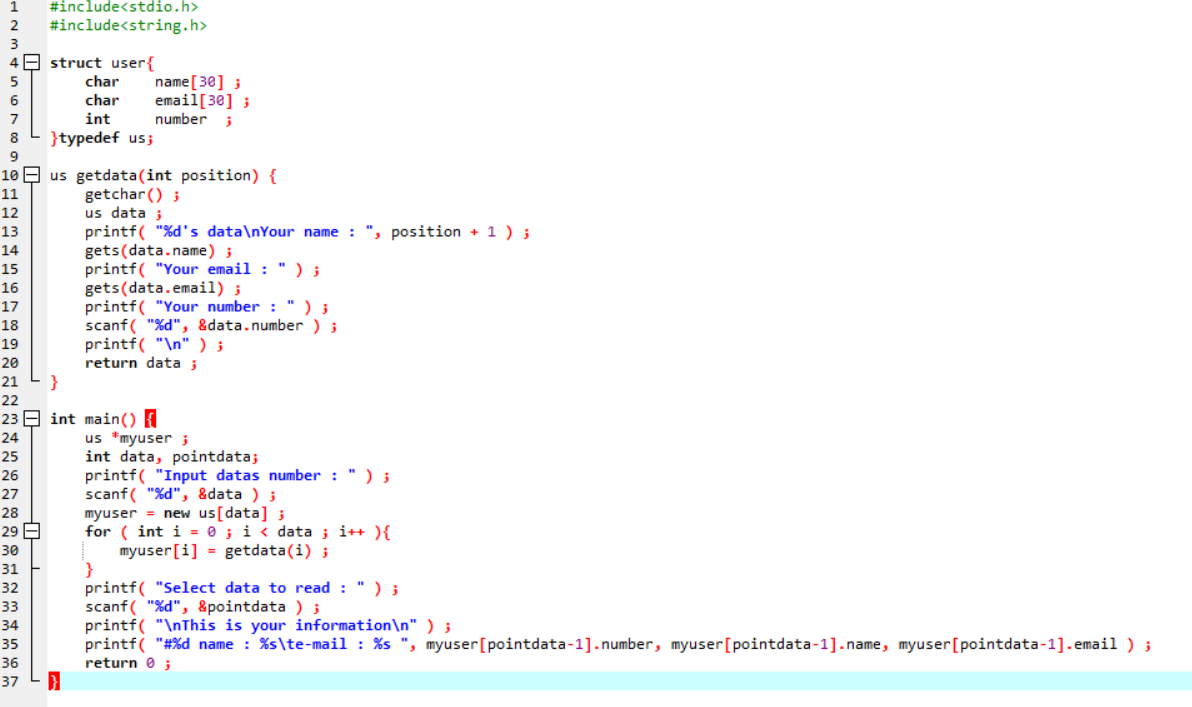 1 #include<stdio.h>
2 #include<string.h>
3
4 struct user{
5     char    name[30] ;
6     char    email[30] ;
7     int     number  ;
8 }typedef us;
9
10 us getdata(int position) {
11     getchar() ;
12     us data ;
13     printf( "%d's data\nYour name : ", position + 1 ) ;
14     gets(data.name) ;
15     printf( "Your email : " ) ;
16     gets(data.email) ;
17     printf( "Your number : " ) ;
18     scanf( "%d", &data.number ) ;
19     printf( "\n" ) ;
20     return data ;
21 }
22
23 int main() {
24     us *myuser ;
25     int data, pointdata;
26     printf( "Input datas number : " ) ;
27     scanf( "%d", &data ) ;
28     myuser = new us[data] ;
29     for ( int i = 0 ; i < data ; i++ ){
30         myuser[i] = getdata(i) ;
31     }
32     printf( "Select data to read : " ) ;
33     scanf( "%d", &pointdata ) ;
34     printf( "\nThis is your information\n" ) ;
35     printf( "#%d name : %s\te-mail : %s ", myuser[pointdata-1].number, myuser[pointdata-1].name, myuser[pointdata-1].email ) ;
36     return 0 ;
37 }